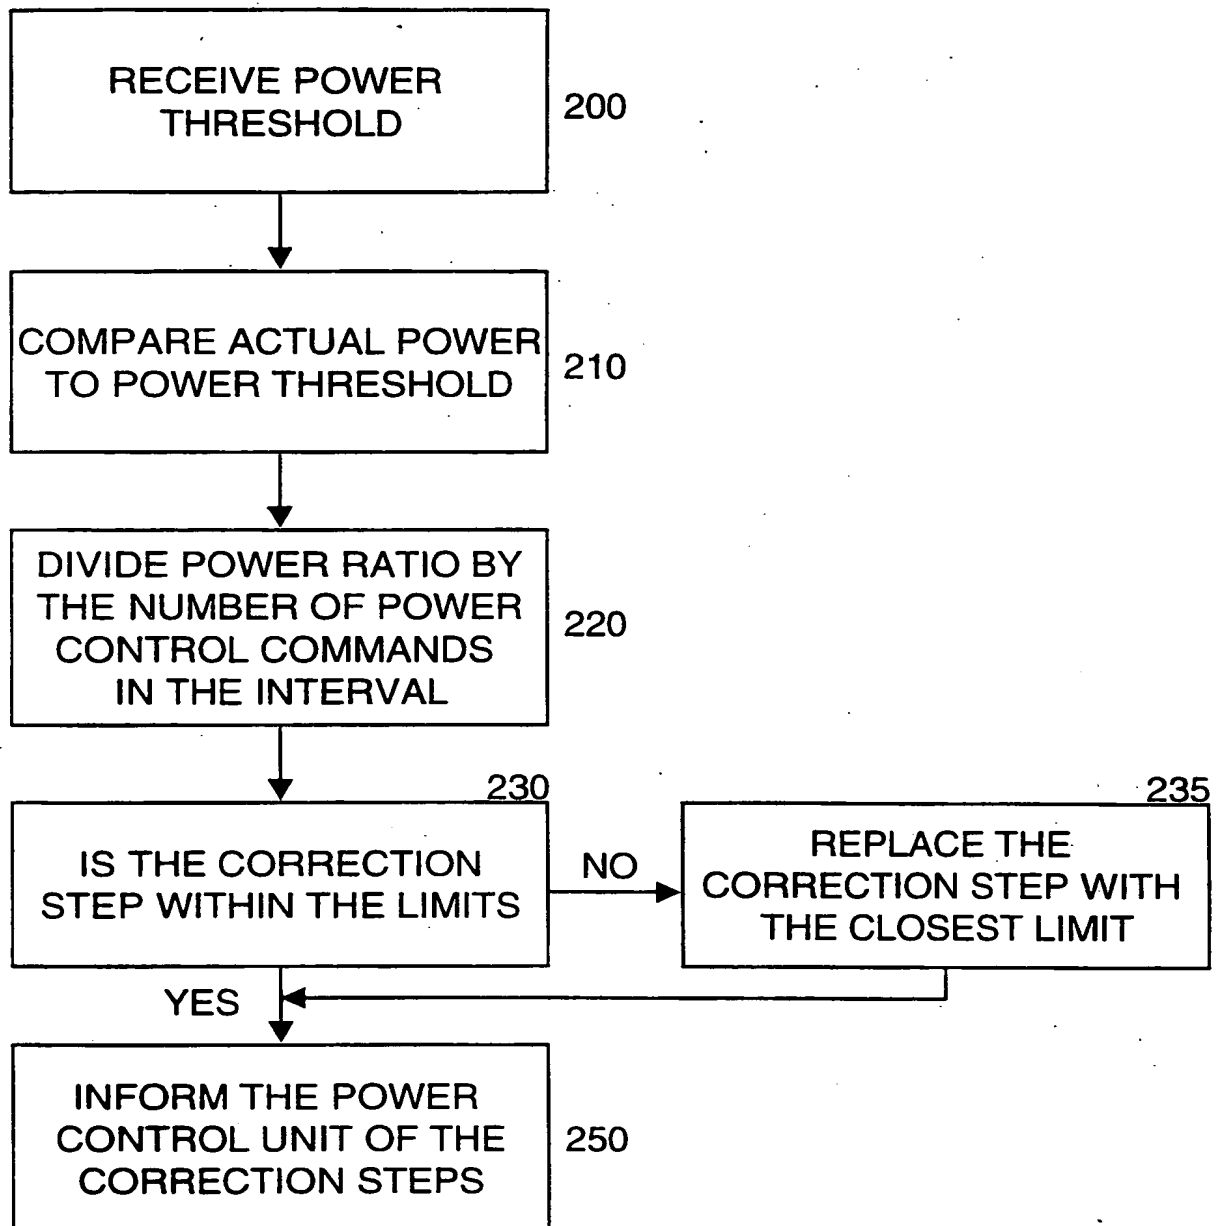 RECEIVE POWER
THRESHOLD
200
COMPARE ACTUAL POWER
TO POWER THRESHOLD
210
DIVIDE POWER RATIO BY
THE NUMBER OF POWER
CONTROL COMMANDS
IN THE INTERVAL
220
230
IS THE CORRECTION
STEP WITHIN THE LIMITS
NO
235
REPLACE THE
CORRECTION STEP WITH
THE CLOSEST LIMIT
YES
INFORM THE POWER
CONTROL UNIT OF THE
CORRECTION STEPS
250